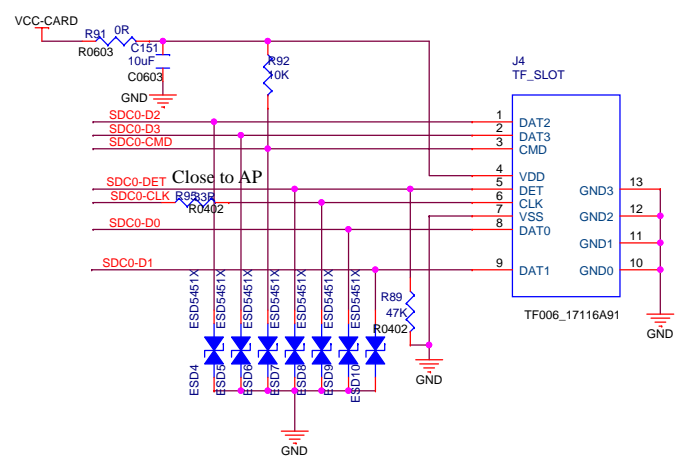 VCC-CARD
R91
0R
R0603
C151
10uF
C0603
GND
R92
10K
J4
TF_SLOT
SDC0-D2
SDC0-D3
SDC0-CMD
1
2
3
DAT2
DAT3
CMD
Close to AP
SDC0-DET
SDC0-CLK
R95
33R
R0402
SDC0-D0
SDC0-D1
4
5
6
7
8
9
VDD
DET
CLK
VSS
DAT0
DAT1
GND3
GND2
GND1
GND0
13
12
11
10
TF006_17116A91
GND
ESD5451X
ESD5451X
ESD5451X
ESD5451X
ESD5451X
ESD5451X
ESD5451X
ESD4
ESD5
ESD6
ESD7
ESD8
ESD9
ESD10
R89
47K
R0402
GND
GND